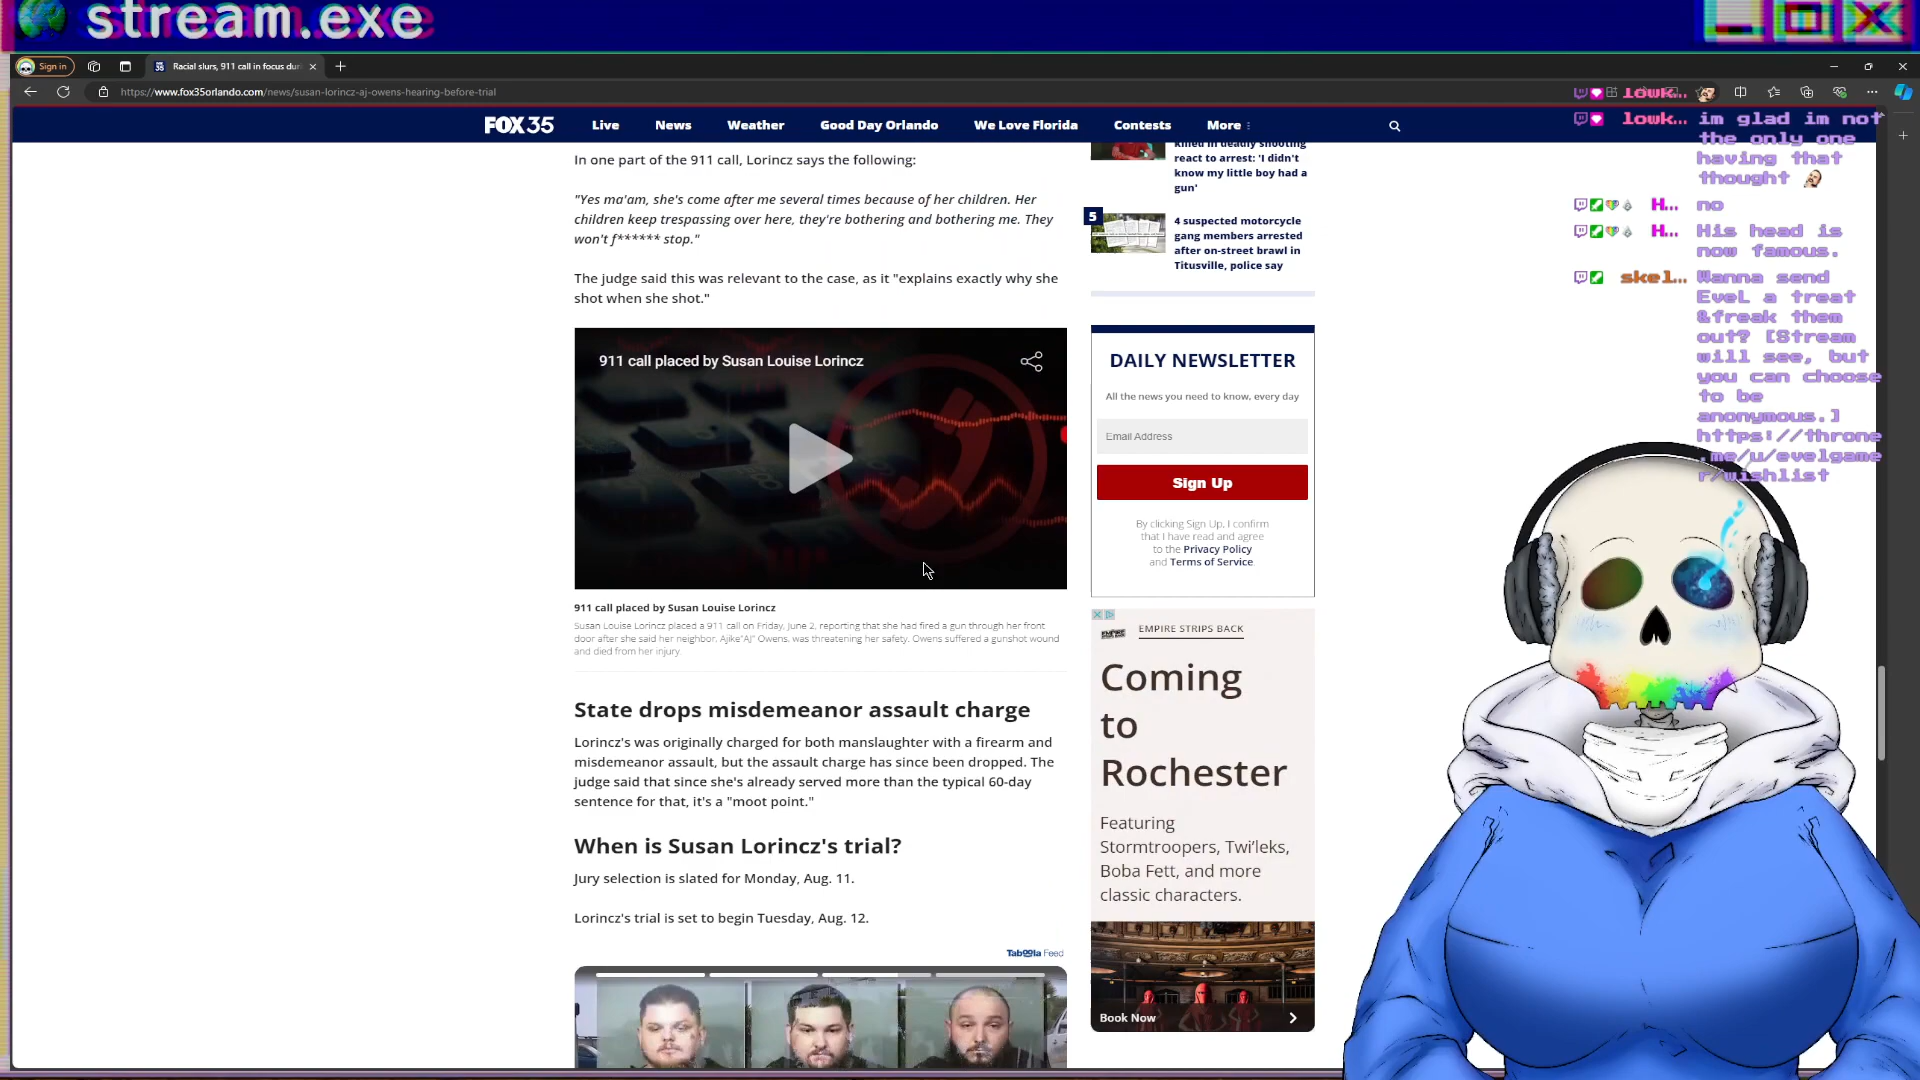 stream.exe
Sign in
35 Racial slurs, 911 call in focus duri
https://www.fox35orlando.com/news/susan-lorincz-aj-owens-hearing-before-trial
FOX 35 Live News Weather Good Day Orlando We Love Florida Contests More
In one part of the 911 call, Lorincz says the following:
"Yes ma'am, she's come after me several times because of her children. Her
children keep trespassing over here, they're bothering and bothering me. They
won't f****** stop."
The judge said this was relevant to the case, as it "explains exactly why she
shot when she shot."
911 call placed by Susan Louise Lorincz
911 call placed by Susan Louise Lorincz
Susan Louise Lorincz placed a 911 call on Friday, June 2, reporting that she had fired a gun through her front
door after she said her neighbor, Ajike"AJ" Owens, was threatening her safety. Owens suffered a gunshot wound
and died from her injury.
State drops misdemeanor assault charge
Lorincz's was originally charged for both manslaughter with a firearm and
misdemeanor assault, but the assault charge has since been dropped. The
judge said that since she's already served more than the typical 60-day
sentence for that, it's a "moot point."
When is Susan Lorincz's trial?
Jury selection is slated for Monday, Aug. 11.
Lorincz's trial is set to begin Tuesday, Aug. 12.
Taboola Feed
killed in deadly shooting
react to arrest: 'I didn't
know my little boy had a
gun'
5
4 suspected motorcycle
gang members arrested
after on-street brawl in
Titusville, police say
DAILY NEWSLETTER
All the news you need to know, every day
Email Address
Sign Up
By clicking Sign Up, I confirm
that I have read and agree
to the Privacy Policy
and Terms of Service.
EMPIRE STRIPS BACK
Coming
to
Rochester
Featuring
Stormtroopers, Twi'leks,
Boba Fett, and more
classic characters.
Book Now
lowk...
lowk... im glad im not
the only one
having that
thought
H... no
H... His head is
now famous.
skel... Wanna send
EveL a treat
&freak them
out? [Stream
will see, but
you can choose
to be
anonymous.]
https://throne
.me/u/evelgame
r/wishlist